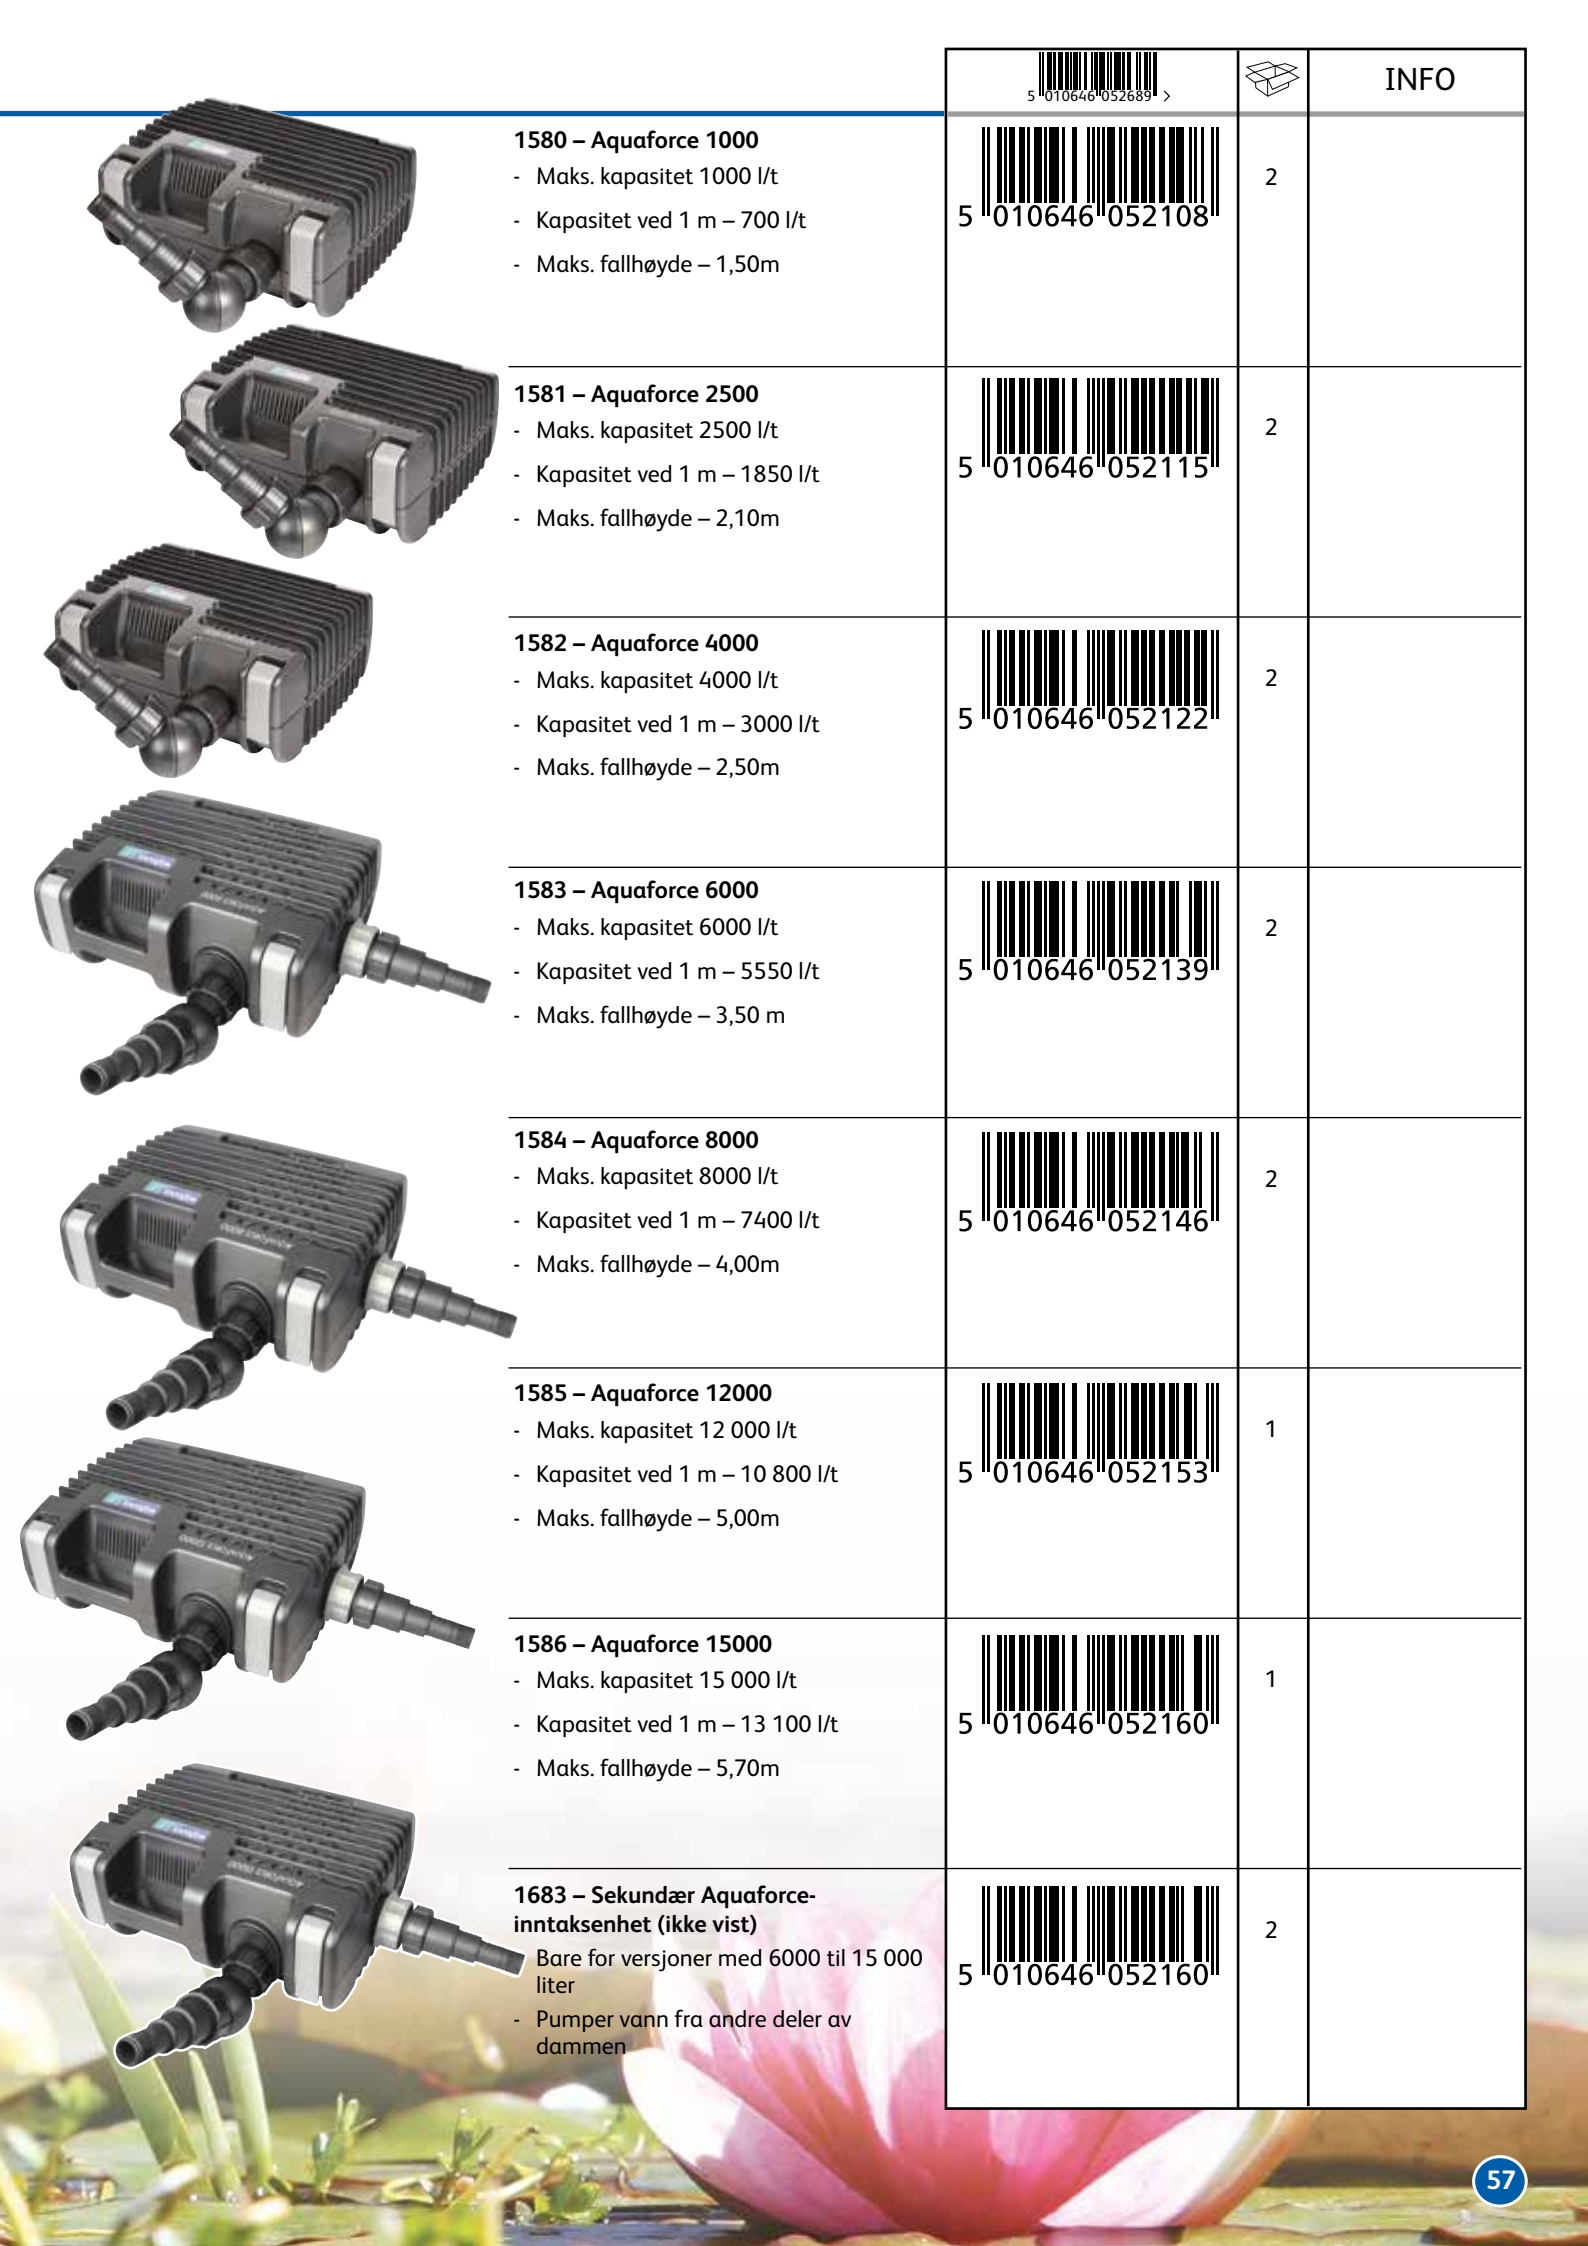 5 010646 052689 >
INFO
1580 – Aquaforce 1000
- Maks. kapasitet 1000 l/t
- Kapasitet ved 1 m – 700 l/t
- Maks. fallhøyde – 1,50m
5 010646 052108
2
1581 – Aquaforce 2500
- Maks. kapasitet 2500 l/t
- Kapasitet ved 1 m – 1850 l/t
- Maks. fallhøyde – 2,10m
5 010646 052115
2
1582 – Aquaforce 4000
- Maks. kapasitet 4000 l/t
- Kapasitet ved 1 m – 3000 l/t
- Maks. fallhøyde – 2,50m
5 010646 052122
2
1583 – Aquaforce 6000
- Maks. kapasitet 6000 l/t
- Kapasitet ved 1 m – 5550 l/t
- Maks. fallhøyde – 3,50 m
5 010646 052139
2
1584 – Aquaforce 8000
- Maks. kapasitet 8000 l/t
- Kapasitet ved 1 m – 7400 l/t
- Maks. fallhøyde – 4,00m
5 010646 052146
2
1585 – Aquaforce 12000
- Maks. kapasitet 12 000 l/t
- Kapasitet ved 1 m – 10 800 l/t
- Maks. fallhøyde – 5,00m
5 010646 052153
1
1586 – Aquaforce 15000
- Maks. kapasitet 15 000 l/t
- Kapasitet ved 1 m – 13 100 l/t
- Maks. fallhøyde – 5,70m
5 010646 052160
1
1683 – Sekundær Aquaforce-
inntaksenhet (ikke vist)
Bare for versjoner med 6000 til 15 000
liter
- Pumper vann fra andre deler av
dammen
5 010646 052160
2
57